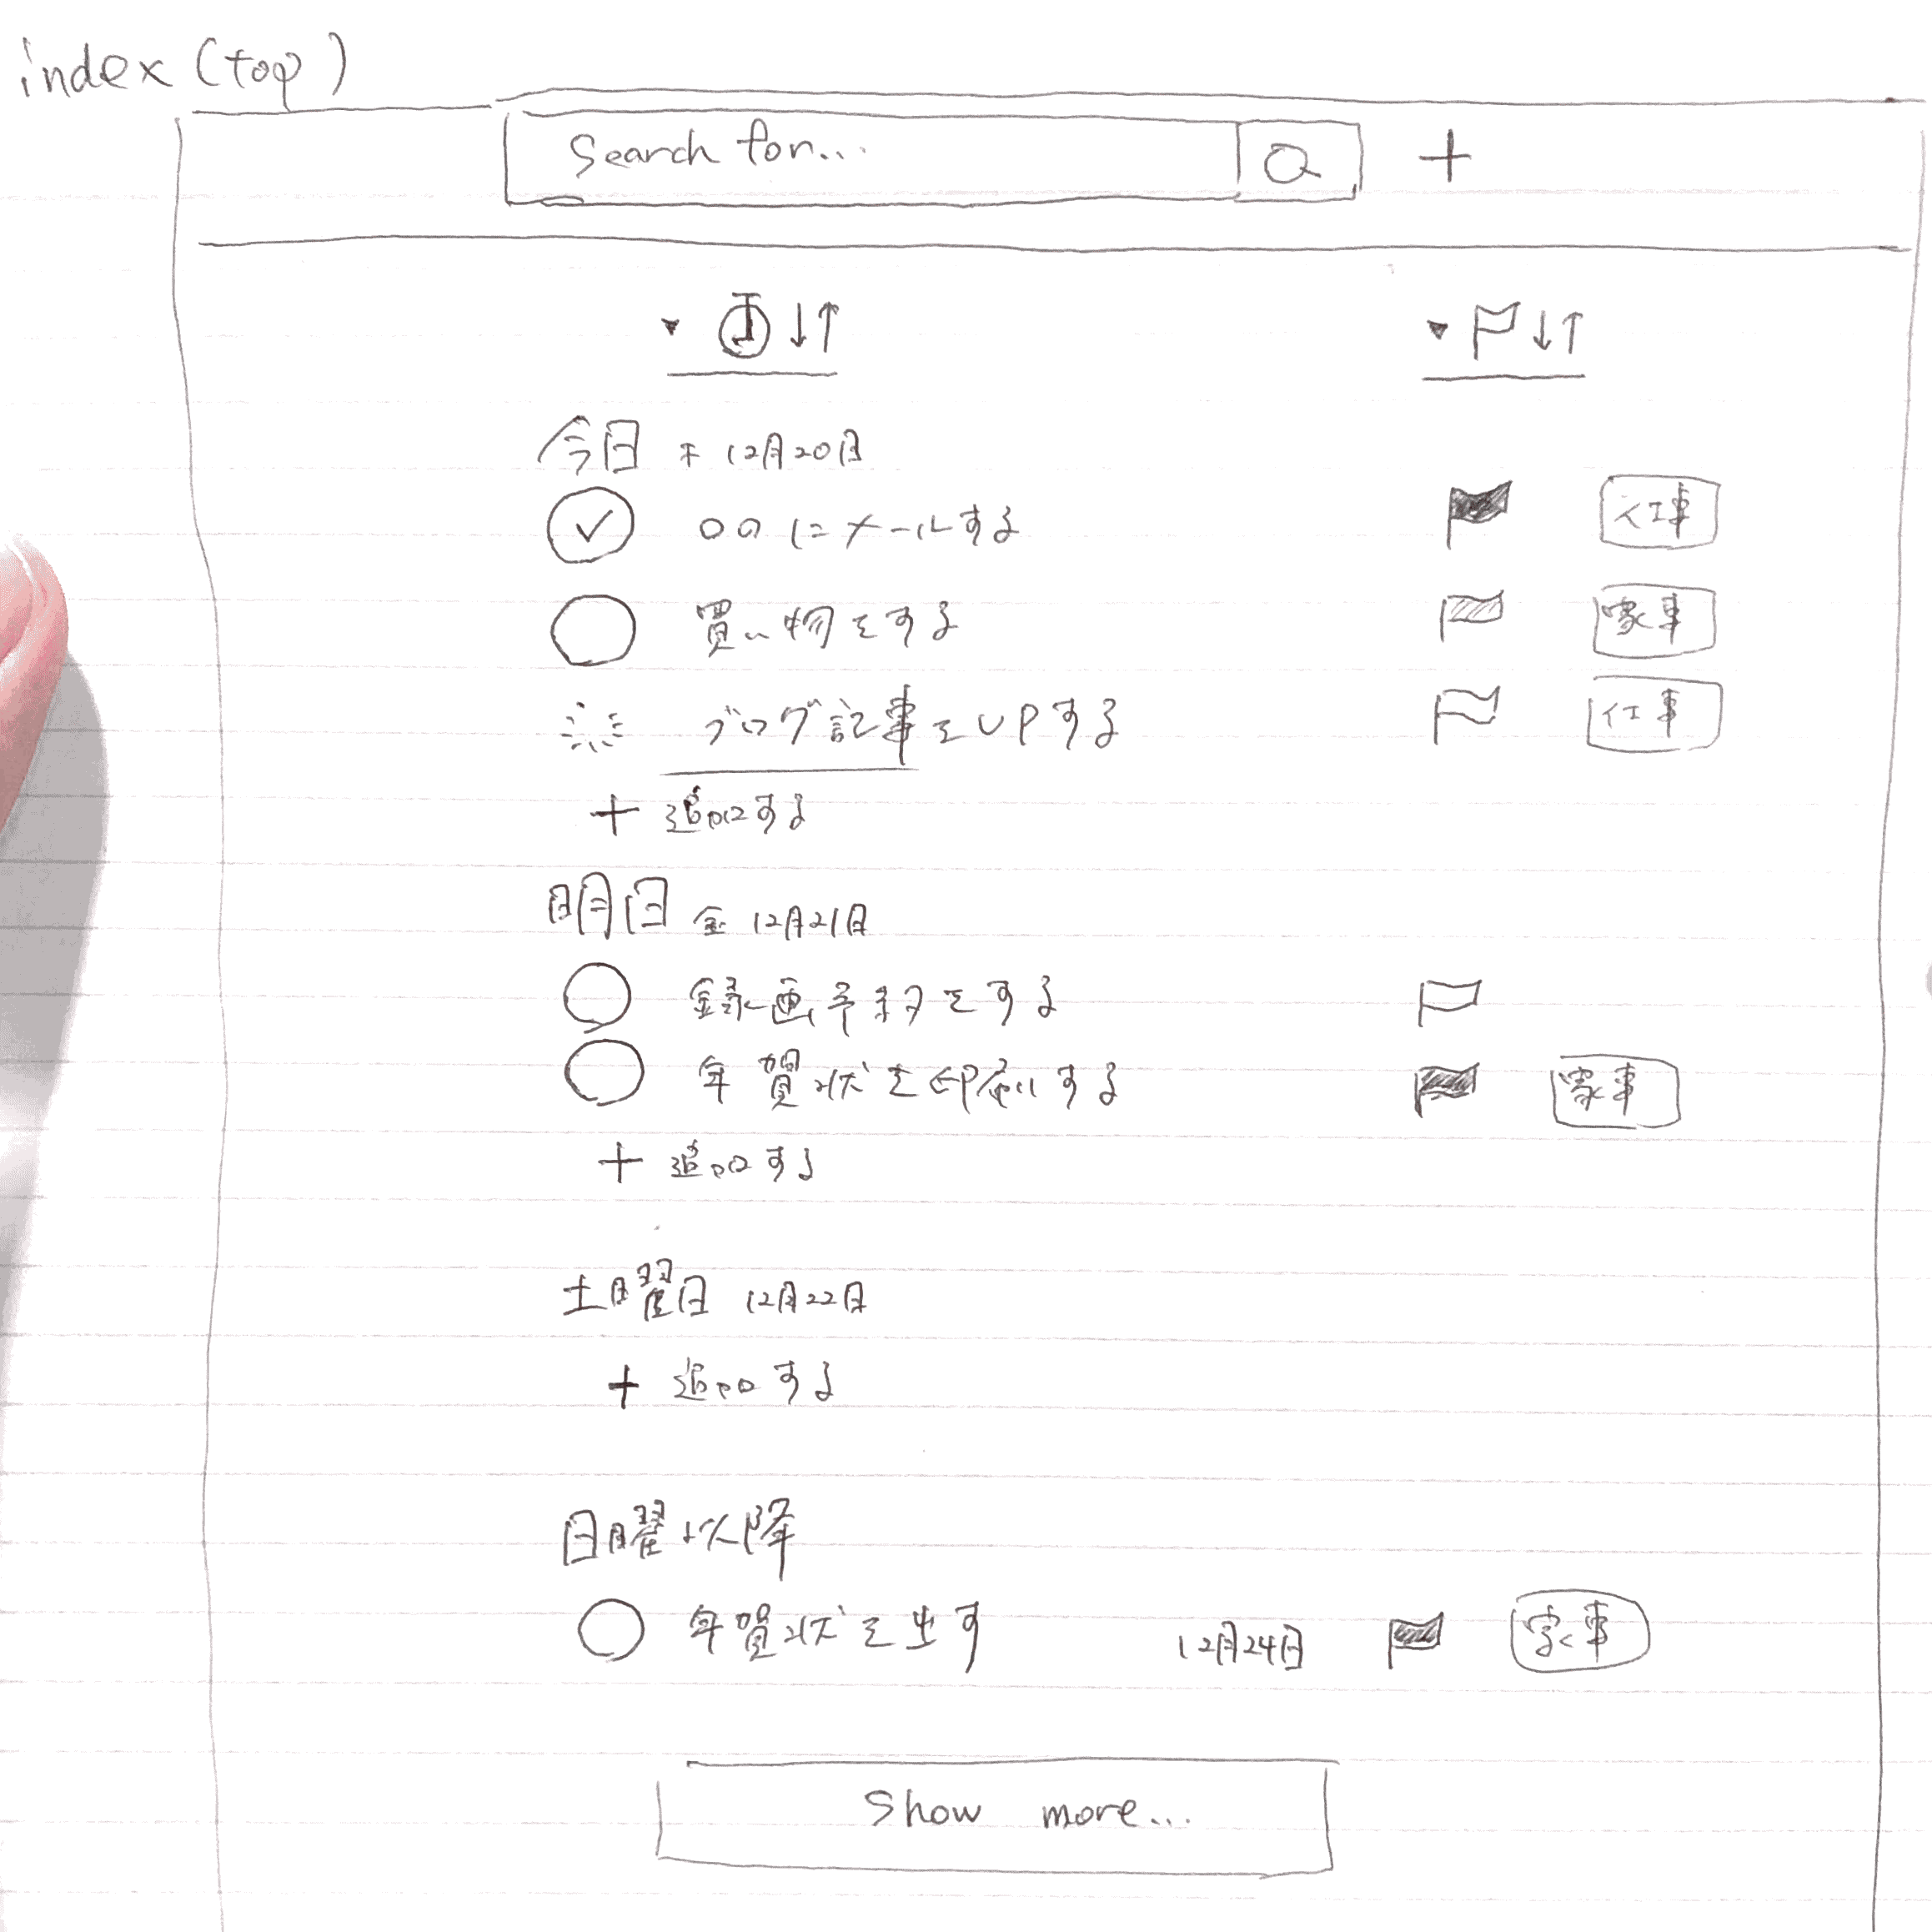 index (top)
Search for...
+
↓↑
↓↑
今日 木 12月20日
○○にメールする 仕事
買い物をする 家事
ブログ記事をUPする 仕事
+ 追加する
明日 金 12月21日
録画予約をする
年賀状を印刷する 家事
+ 追加する
土曜日 12月22日
+ 追加する
日曜以降
年賀状を出す 12月24日 家事
Show more...